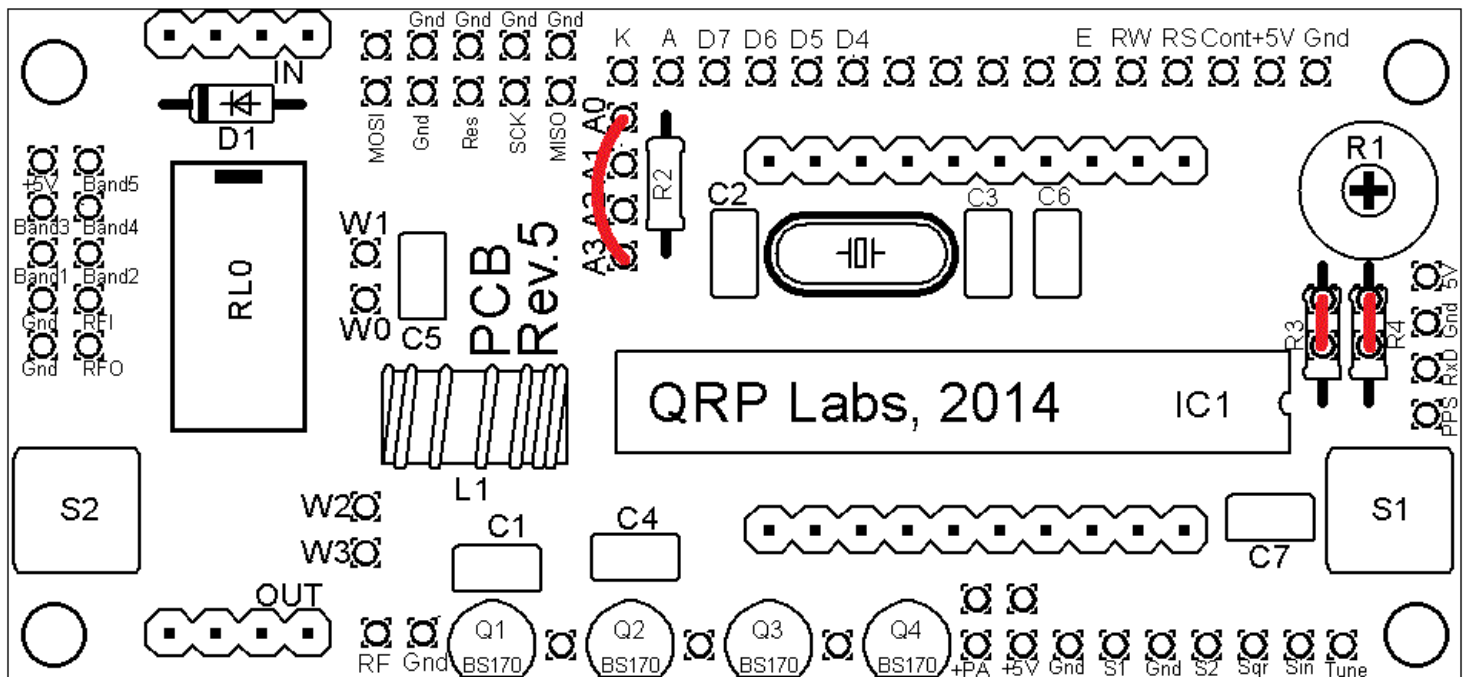 Gnd Gnd Gnd Gnd
K A D7 D6 D5 D4 E RW RS Cont +5V Gnd
IN
D1
MOSI Gnd Res SCK MISO
A0
A1
A2
A3
R2
R1
+5V Band5
Band3 Band4
Band1 Band2
Gnd RFI
Gnd RFO
RL0
W1
W0
C5
PCB
Rev.5
C2
C3
C6
R3
R4
5V
Gnd
RxD
PPS
QRP Labs, 2014
IC1
L1
S2
S1
W2
W3
C1
C4
C7
OUT
Q1
BS170
Q2
BS170
Q3
BS170
Q4
BS170
RF Gnd +PA +5V Gnd S1 Gnd S2 Sqr Sin Tune